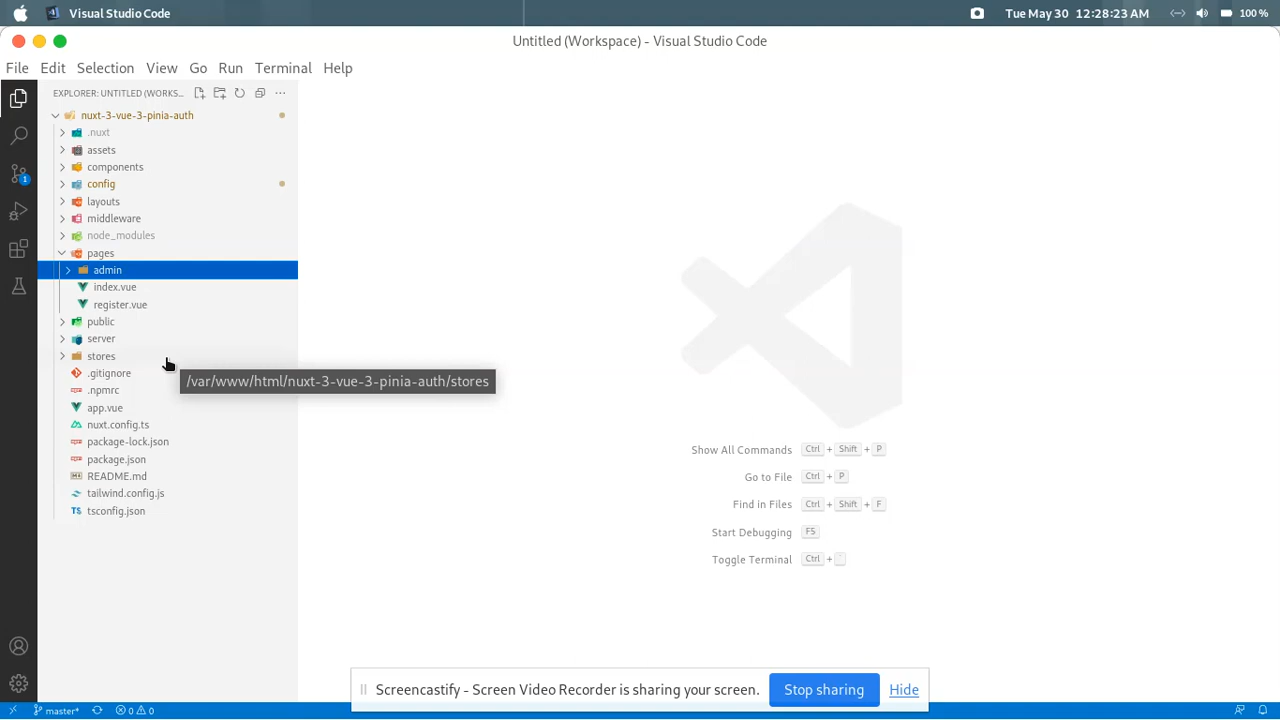 Visual Studio Code
Tue May 30 12:28:23 AM
100 %
Untitled (Workspace) - Visual Studio Code
File Edit Selection View Go Run Terminal Help
EXPLORER: UNTITLED (WORKS...
nuxt-3-vue-3-pinia-auth
.nuxt
assets
components
config
layouts
middleware
node_modules
pages
admin
index.vue
register.vue
public
server
stores
/var/www/html/nuxt-3-vue-3-pinia-auth/stores
.gitignore
.npmrc
app.vue
nuxt.config.ts
package-lock.json
package.json
README.md
tailwind.config.js
TS tsconfig.json
1
Show All Commands Ctrl + Shift + P
Go to File Ctrl + P
Find in Files Ctrl + Shift + F
Start Debugging F5
Toggle Terminal Ctrl + `
Screencastify - Screen Video Recorder is sharing your screen.
Stop sharing
Hide
master* 0 0